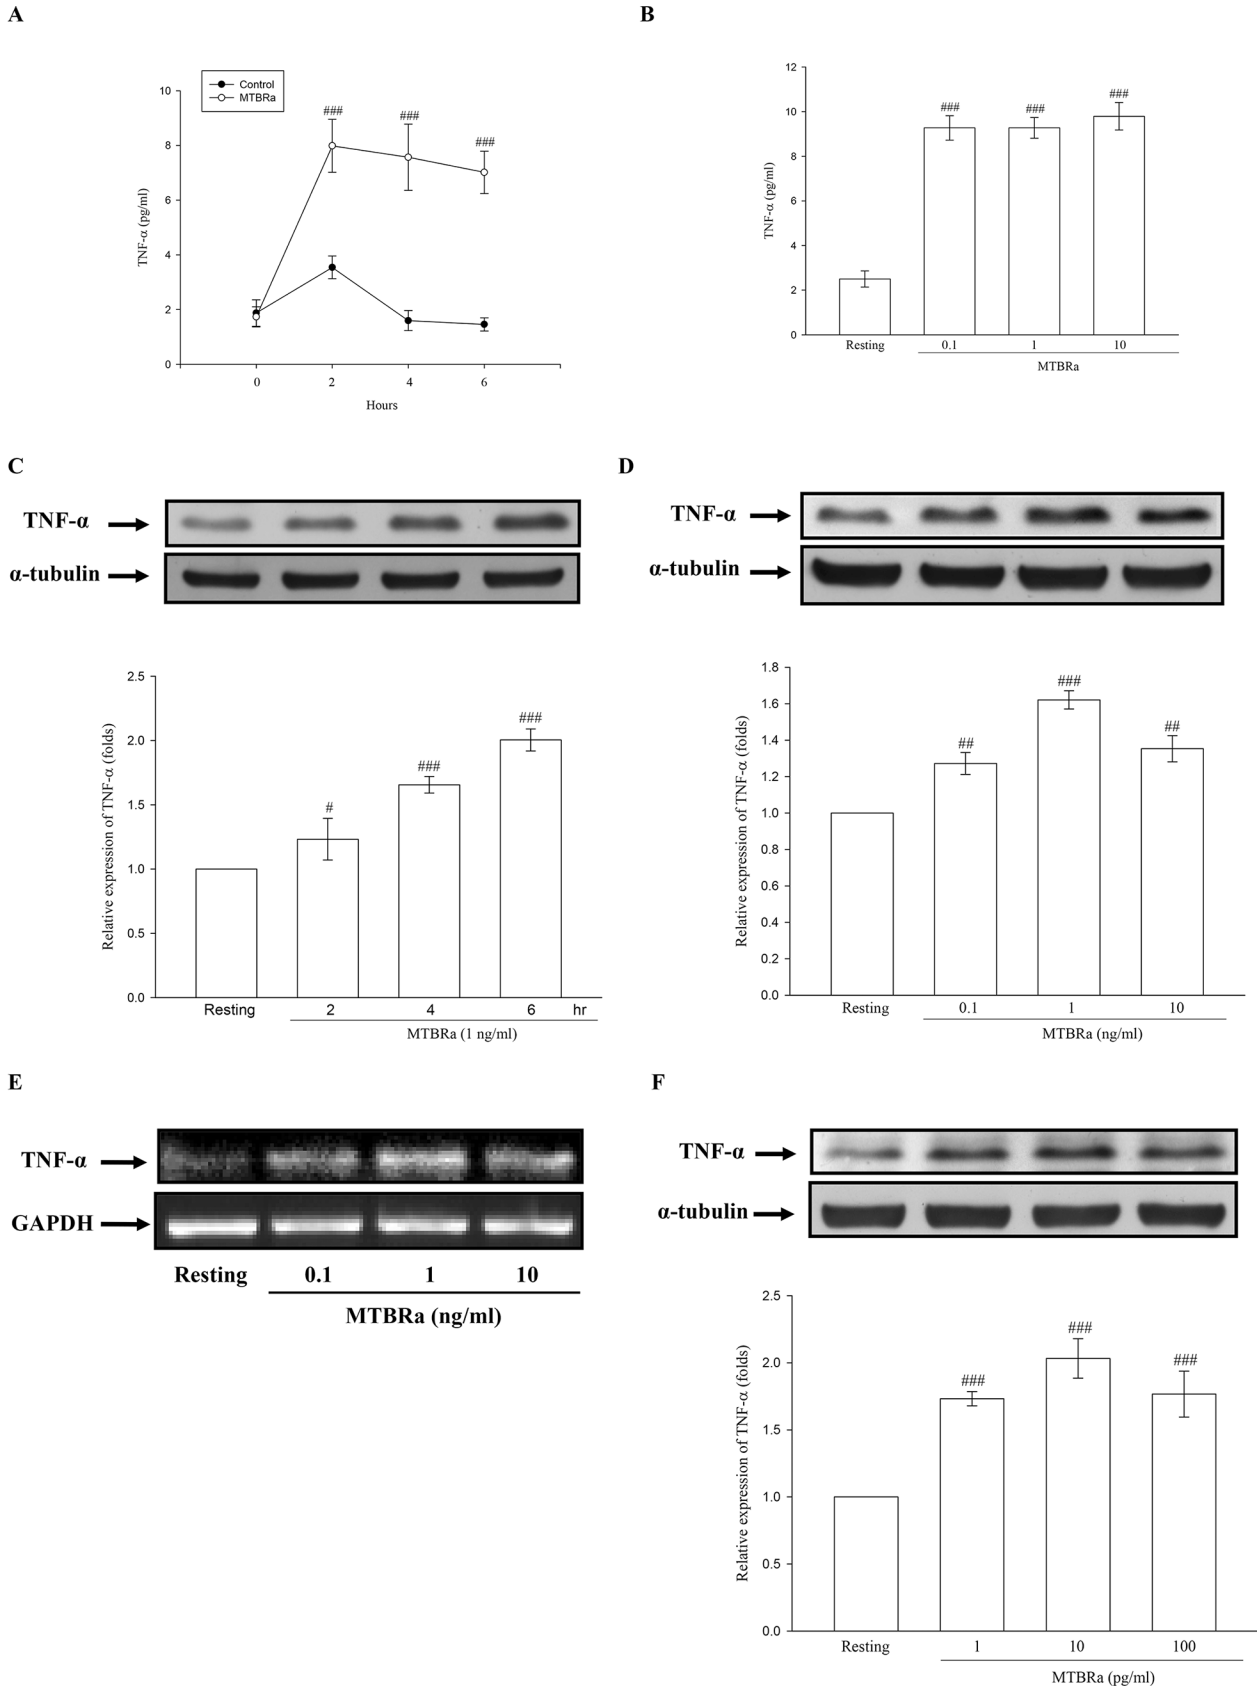 A
Control
MTBRa
10
8
6
4
2
0
TNF-α (pg/ml)
###
###
###
0
2
4
6
Hours
B
12
10
8
6
4
2
0
TNF-α (pg/ml)
###
###
###
Resting
0.1
1
10
MTBRa
C
TNF-α
α-tubulin
2.5
2.0
1.5
1.0
0.5
0.0
Relative expression of TNF-α (folds)
#
###
###
Resting
2
4
6
hr
MTBRa (1 ng/ml)
D
TNF-α
α-tubulin
1.8
1.6
1.4
1.2
1.0
0.8
0.6
0.4
0.2
0.0
Relative expression of TNF-α (folds)
##
###
##
Resting
0.1
1
10
MTBRa (ng/ml)
E
TNF-α
GAPDH
Resting
0.1
1
10
MTBRa (ng/ml)
F
TNF-α
α-tubulin
2.5
2.0
1.5
1.0
0.5
0.0
Relative expression of TNF-α (folds)
###
###
###
Resting
1
10
100
MTBRa (pg/ml)